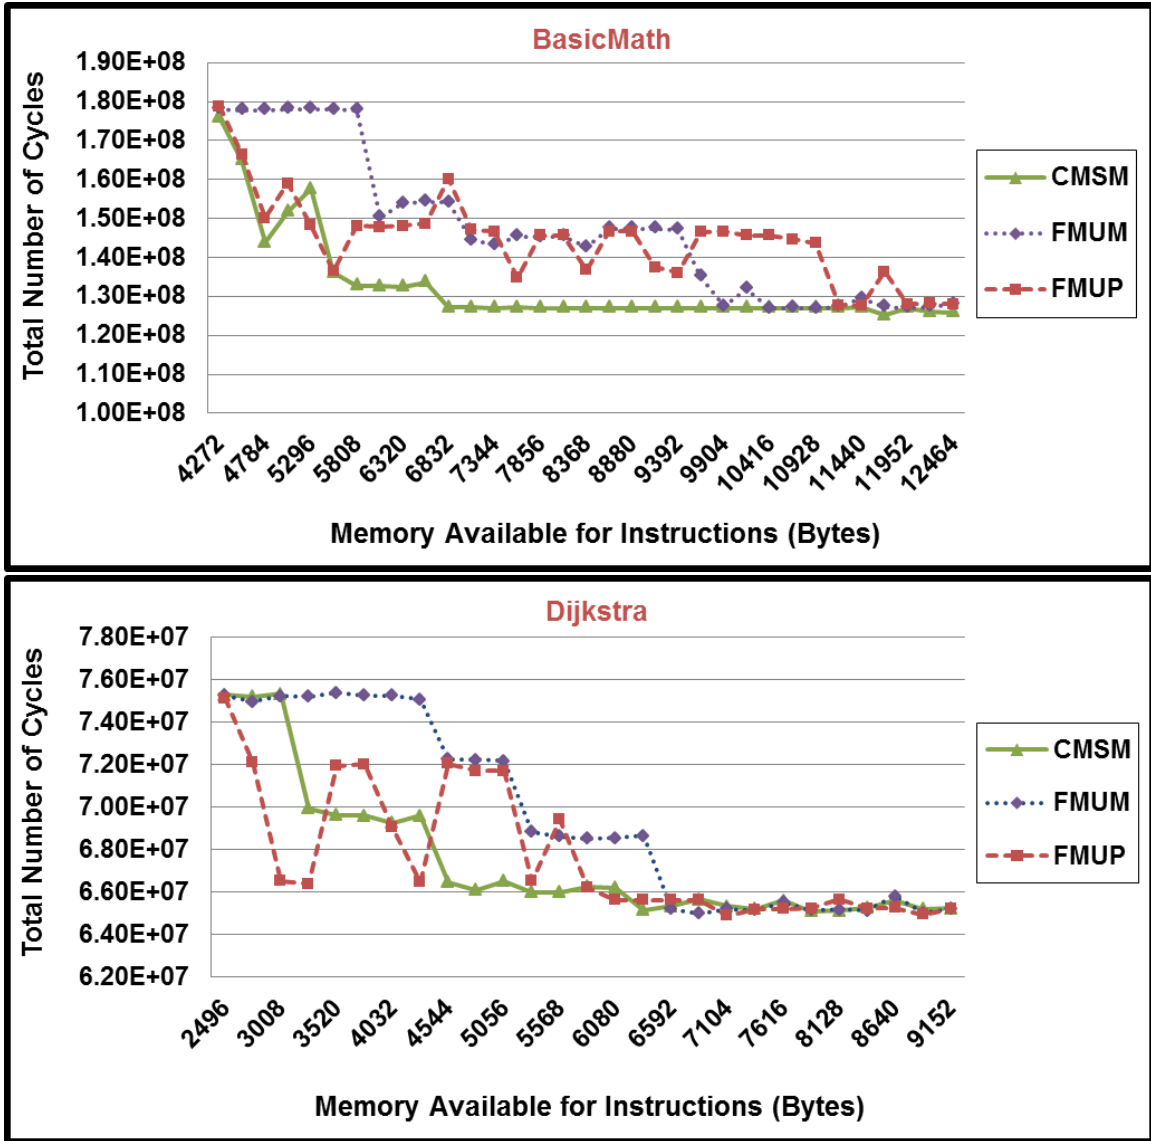 BasicMath
Total Number of Cycles
1.90E+08
1.80E+08
1.70E+08
1.60E+08
1.50E+08
1.40E+08
1.30E+08
1.20E+08
1.10E+08
1.00E+08
4272
4784
5296
5808
6320
6832
7344
7856
8368
8880
9392
9904
10416
10928
11440
11952
12464
Memory Available for Instructions (Bytes)
CMSM
FMUM
FMUP
Dijkstra
Total Number of Cycles
7.80E+07
7.60E+07
7.40E+07
7.20E+07
7.00E+07
6.80E+07
6.60E+07
6.40E+07
6.20E+07
2496
3008
3520
4032
4544
5056
5568
6080
6592
7104
7616
8128
8640
9152
Memory Available for Instructions (Bytes)
CMSM
FMUM
FMUP